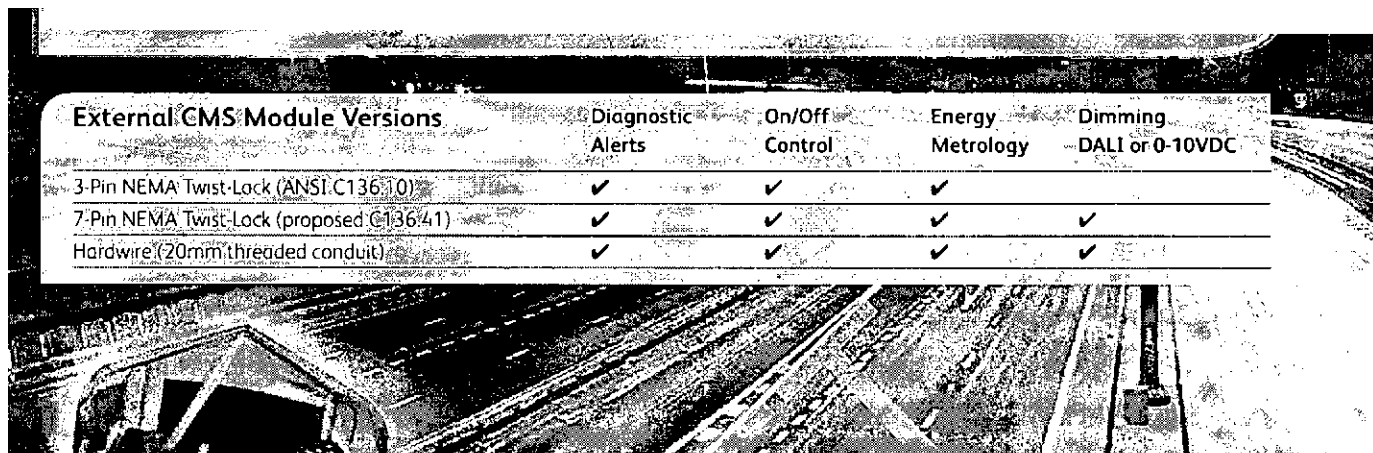 External CMS Module Versions Diagnostic Alerts On/Off Control Energy Metrology Dimming DALI or 0-10VDC
3-Pin NEMA Twist-Lock (ANSI C136.10) ✔ ✔ ✔
7-Pin NEMA Twist-Lock (proposed C136.41) ✔ ✔ ✔ ✔
Hardwire (20mm threaded conduit) ✔ ✔ ✔ ✔